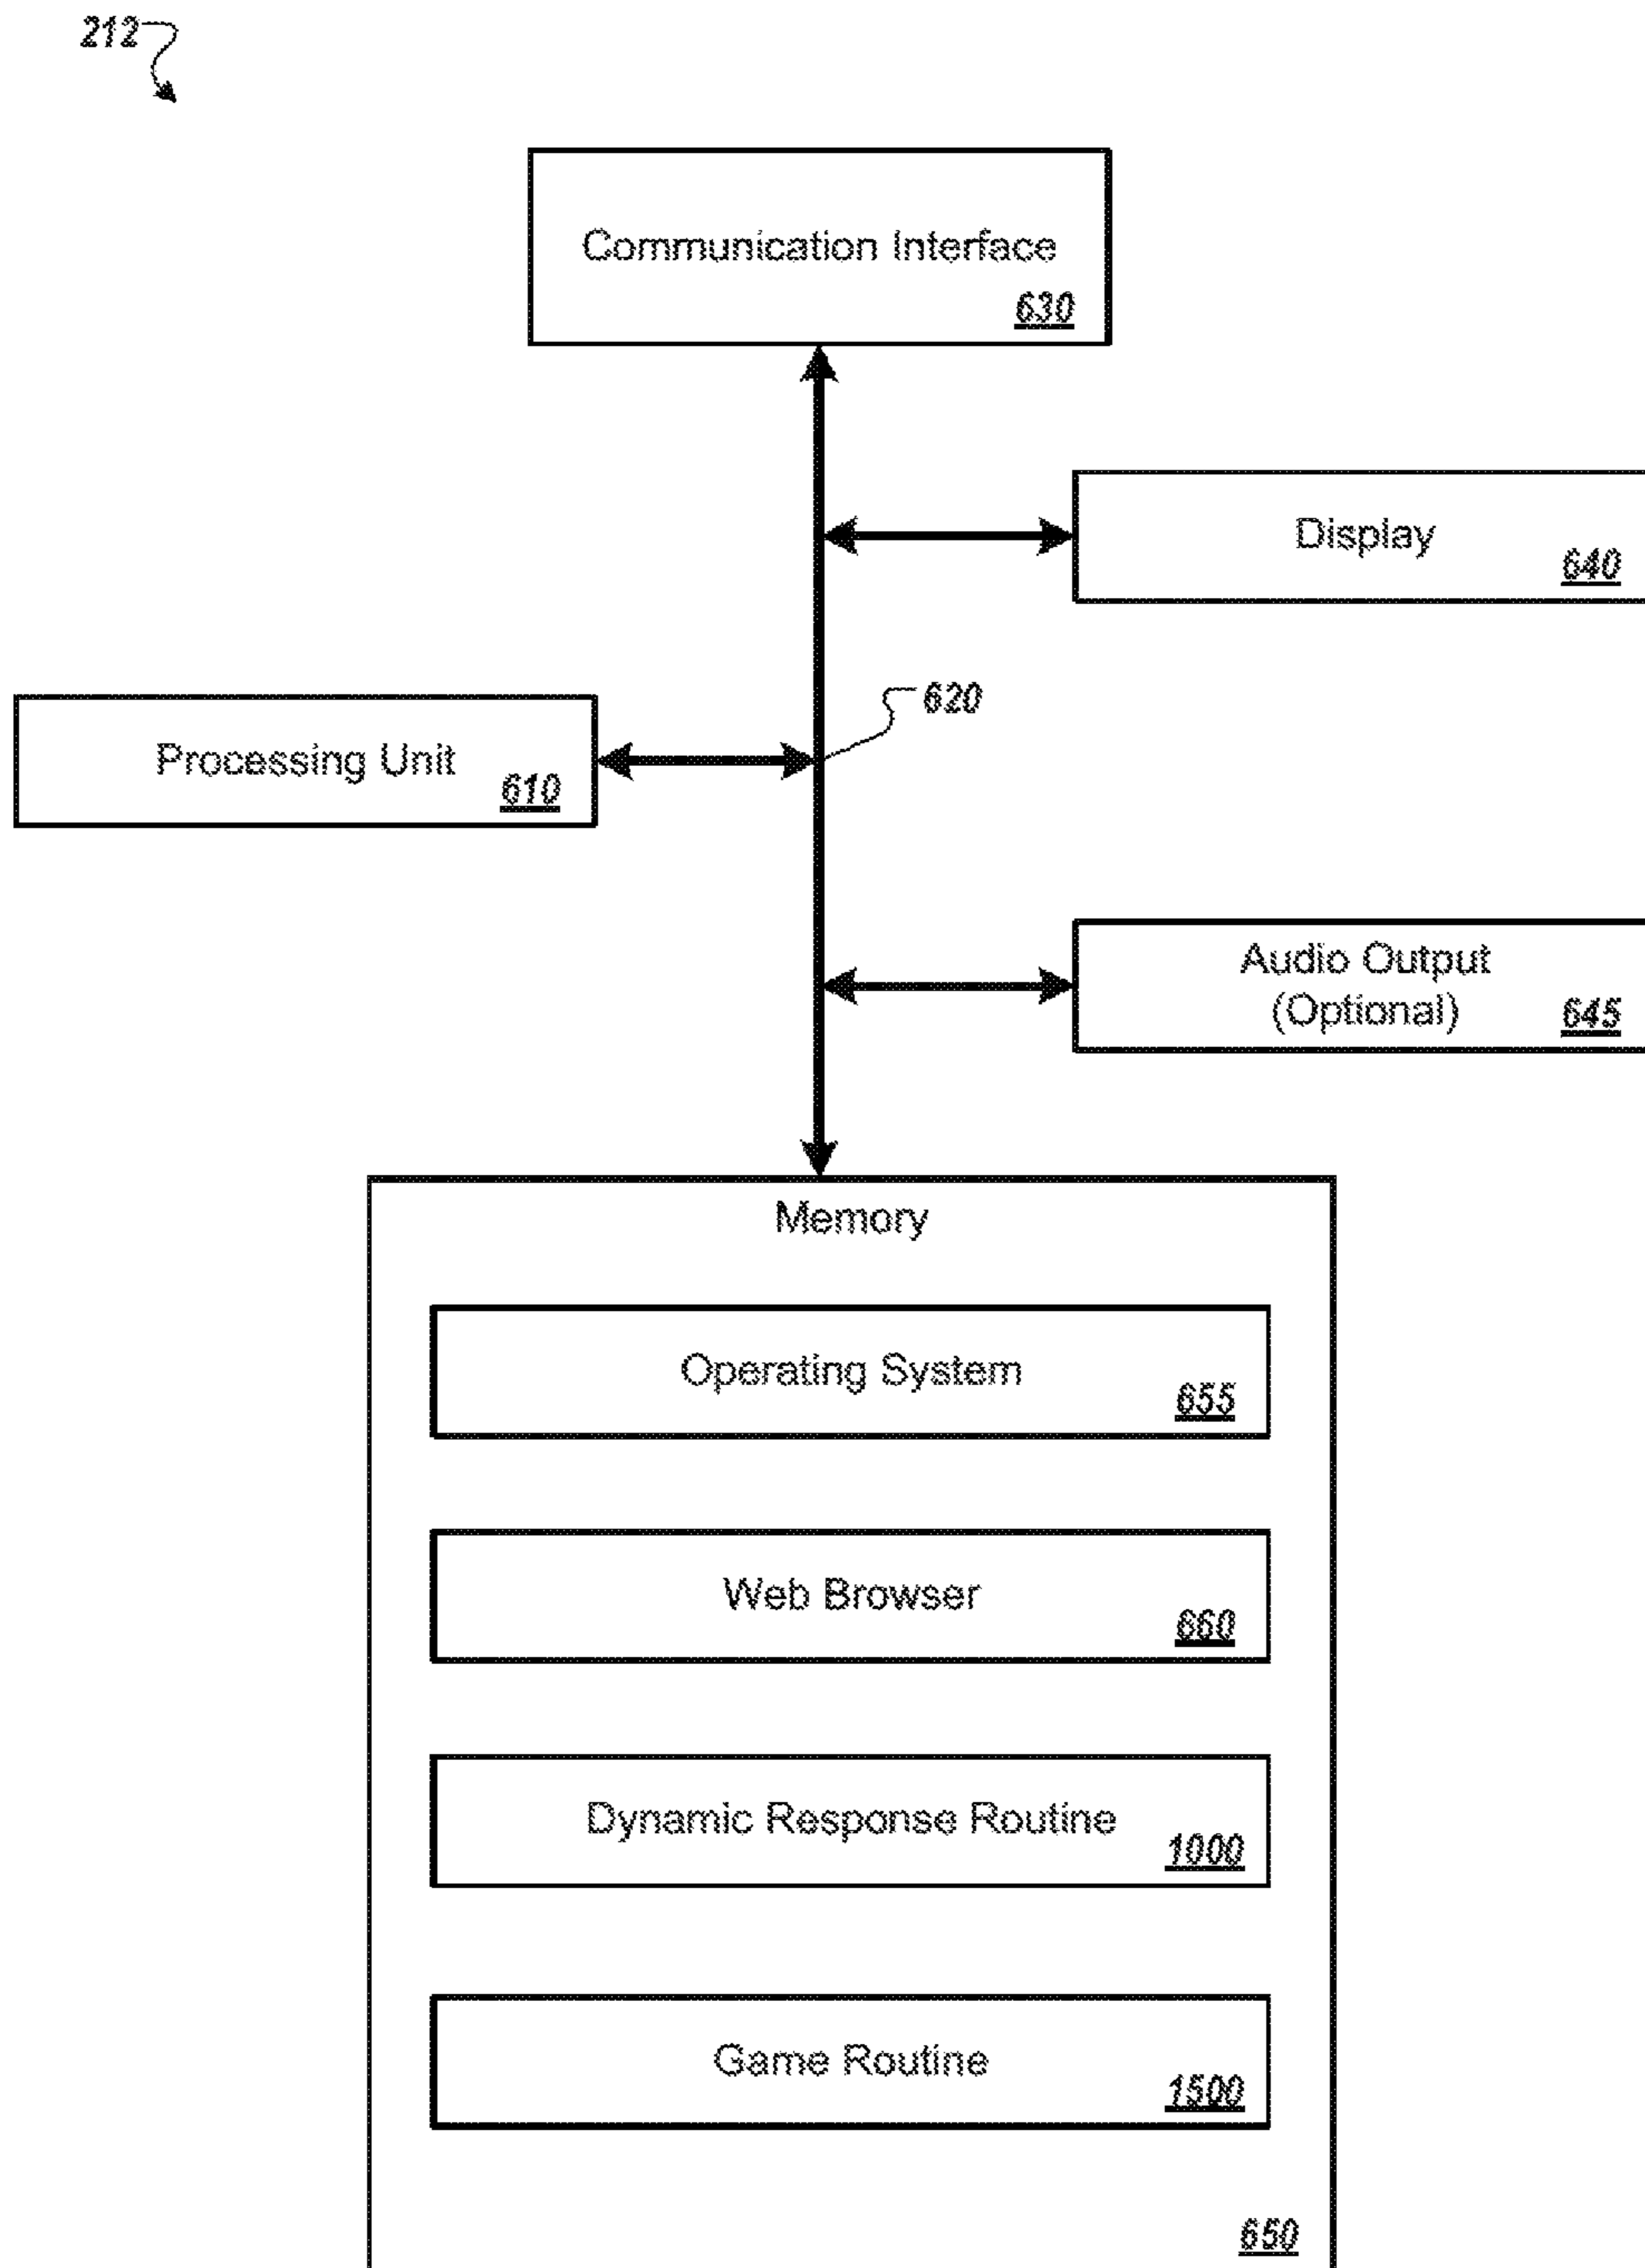 212
Communication Interface
630
Display
640
620
Processing Unit
610
Audio Output
(Optional)
645
Memory
Operating System
655
Web Browser
660
Dynamic Response Routine
1000
Game Routine
1500
650